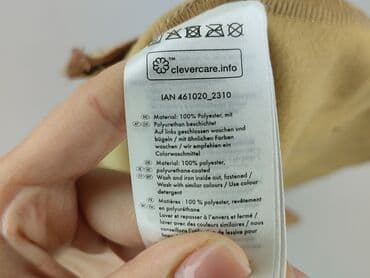 ™
clevercare.info
IAN 461020_2310
Material: 100% Polyester, mit
Polyurethan beschichtet
Auf links geschlossen waschen und
bügeln / mit ähnlichen Farben
waschen / wir empfehlen ein
Colorwaschmittel
Material: 100% polyester,
polyurethane-coated
Wash and iron inside out, fastened /
Wash with similar colours / Use colour
detergent
Matières : 100 % polyester, revêtement
en polyuréthane
Laver et repasser à l'envers et fermé /
laver avec des couleurs similaires / nous